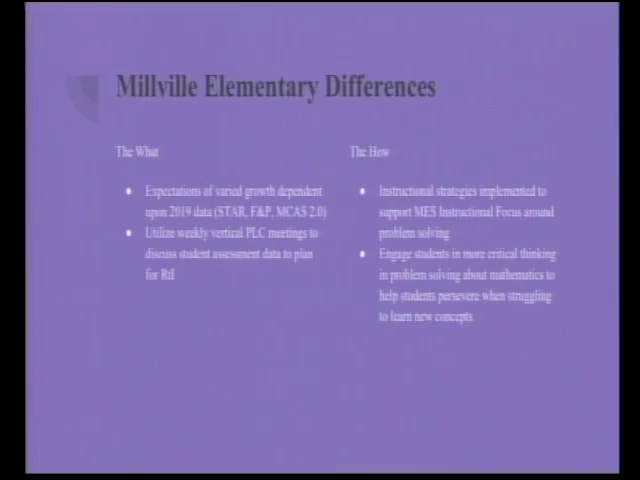 Millville Elementary Differences
The What
• Expectations of varied growth dependent
upon 2019 data (STAR, F&P, MCAS 2.0)
• Utilize weekly vertical PLC meetings to
discuss student assessment data to plan
for RtI
The How
• Instructional strategies implemented to
support MES Instructional Focus around
problem solving
• Engage students in more critical thinking
in problem solving about mathematics to
help students persevere when struggling
to learn new concepts